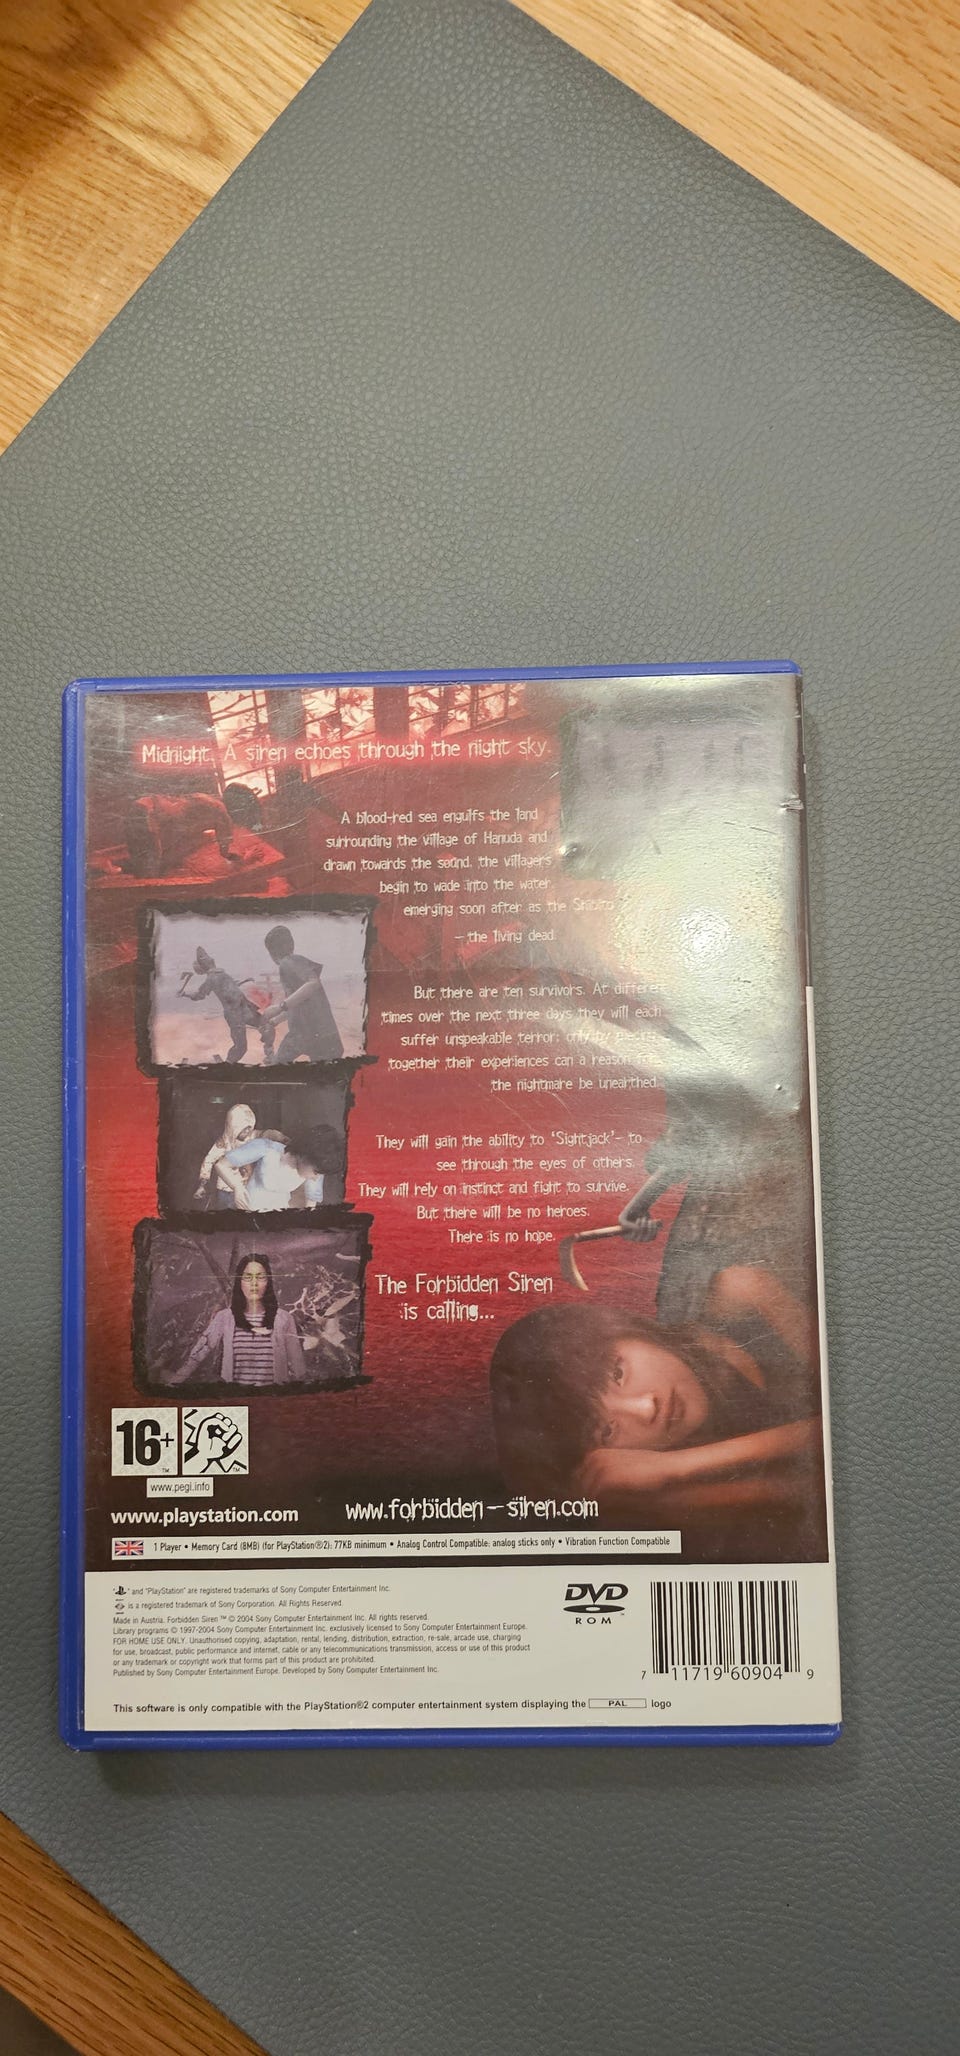 Midnight. A siren echoes through the night sky.
A blood-red sea engulfs the land
surrounding the village of Hanuda and
drawn towards the sound, the villagers
begin to wade into the water
emerging soon after as the Shibito
– the living dead.
But there are ten survivors. At different
times over the next three days they will each
suffer unspeakable terror: only by piecing
together their experiences can a reason for
the nightmare be unearthed.
They will gain the ability to ‘Sightjack’– to
see through the eyes of others.
They will rely on instinct and fight to survive.
But there will be no heroes.
There is no hope.
The Forbidden Siren
is calling...
16+
TM TM
www.pegi.info
www.playstation.com
www.forbidden-siren.com
1 Player • Memory Card (8MB) (for PlayStation®2): 77KB minimum • Analog Control Compatible: analog sticks only • Vibration Function Compatible
" " and "PlayStation" are registered trademarks of Sony Computer Entertainment Inc.
is a registered trademark of Sony Corporation. All Rights Reserved.
Made in Austria. Forbidden Siren ™ © 2004 Sony Computer Entertainment Inc. All rights reserved.
Library programs © 1997-2004 Sony Computer Entertainment Inc. exclusively licensed to Sony Computer Entertainment Europe.
FOR HOME USE ONLY. Unauthorised copying, adaptation, rental, lending, distribution, extraction, re-sale, arcade use, charging
for use, broadcast, public performance and internet, cable or any telecommunications transmission, access or use of this product
or any trademark or copyright work that forms part of this product are prohibited.
Published by Sony Computer Entertainment Europe. Developed by Sony Computer Entertainment Inc.
DVD
ROM
7 11719 60904 9
This software is only compatible with the PlayStation®2 computer entertainment system displaying the PAL logo